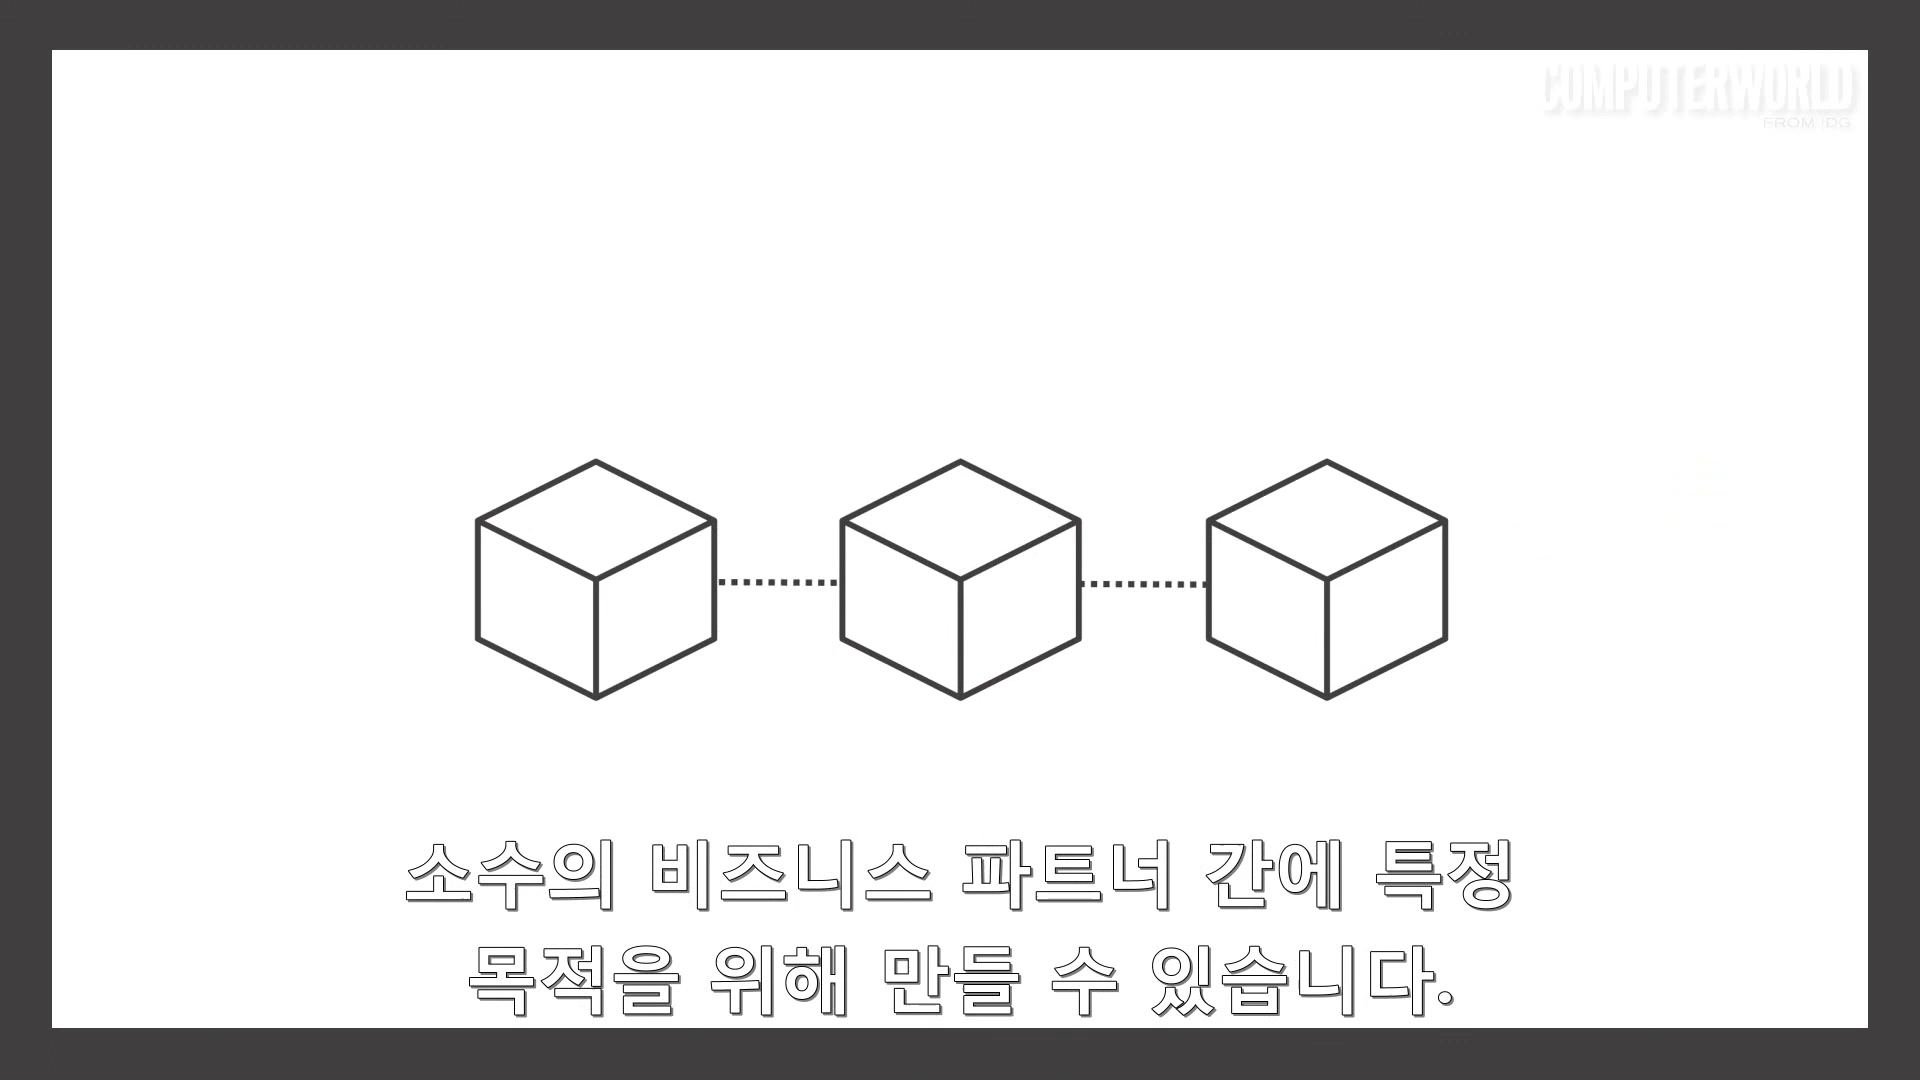 COMPUTERWORLD
FROM IDG
소수의 비즈니스 파트너 간에 특정
목적을 위해 만들 수 있습니다.